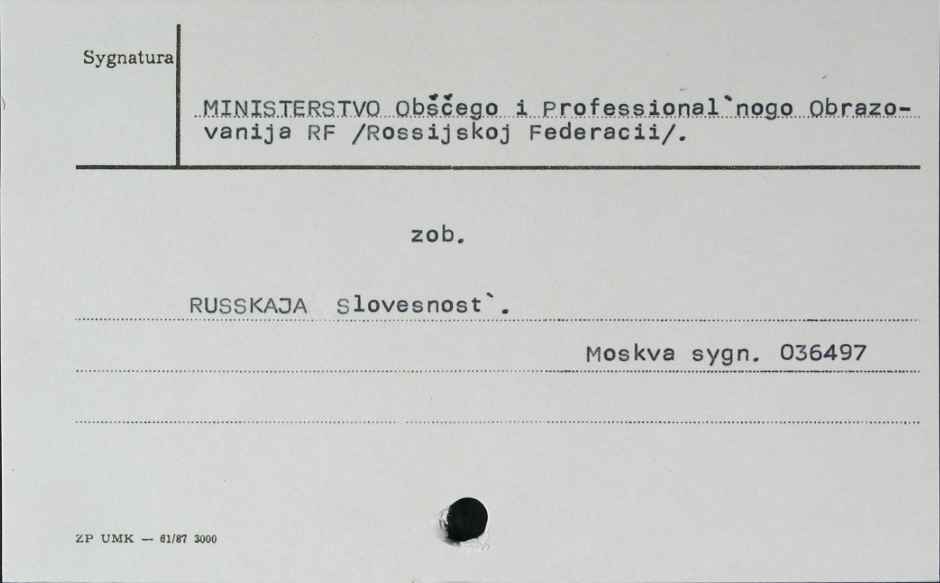 Sygnatura
MINISTERSTVO Obščego i Professional`nogo Obrazo-
vanija RF /Rossijskoj Federacii/.
zob.
RUSSKAJA Slovesnost`.
Moskva sygn. 036497
ZP UMK — 61/87 3000